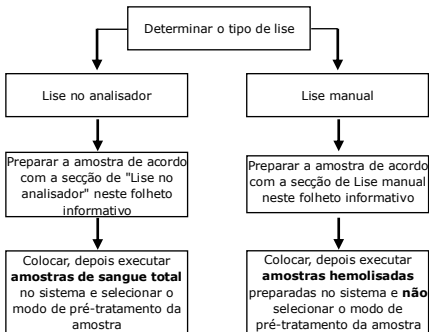 Determinar o tipo de lise
Lise no analisador
Lise manual
Preparar a amostra de acordo
com a secção de "Lise no
analisador" neste folheto
informativo
Preparar a amostra de acordo
com a secção de Lise manual
neste folheto informativo
Colocar, depois executar
amostras de sangue total
no sistema e selecionar o
modo de pré-tratamento da
amostra
Colocar, depois executar
amostras hemolisadas
preparadas no sistema e não
selecionar o modo de
pré-tratamento da amostra